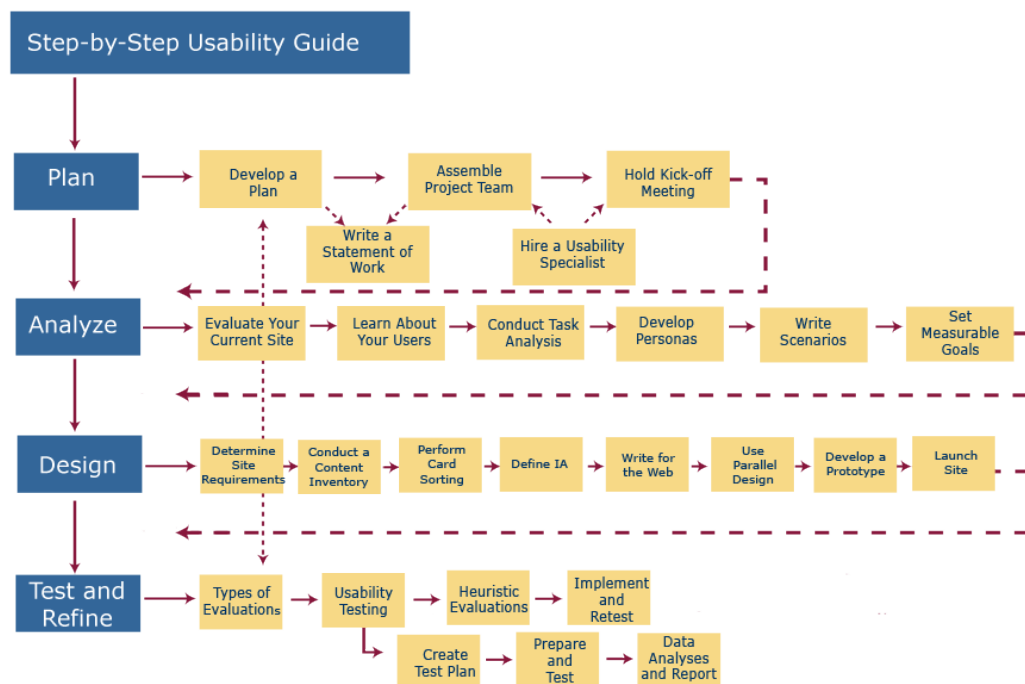 Step-by-Step Usability Guide
Plan
Develop a
Plan
Assemble
Project Team
Hold Kick-off
Meeting
Write a
Statement of
Work
Hire a Usability
Specialist
Analyze
Evaluate Your
Current Site
Learn About
Your Users
Conduct Task
Analysis
Develop
Personas
Write
Scenarios
Set
Measurable
Goals
Design
Determine
Site
Requirements
Conduct a
Content
Inventory
Perform
Card
Sorting
Define IA
Write for
the Web
Use
Parallel
Design
Develop a
Prototype
Launch
Site
Test and
Refine
Types of
Evaluations
Usability
Testing
Heuristic
Evaluations
Implement
and
Retest
Create
Test Plan
Prepare
and
Test
Data
Analyses
and Report